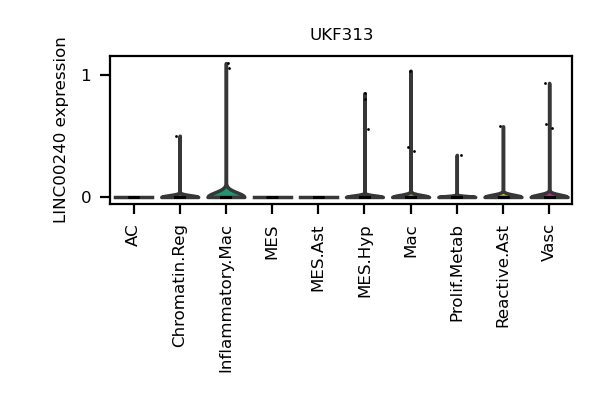 UKF313
LINC00240 expression
1
0
AC
Chromatin.Reg
Inflammatory.Mac
MES
MES.Ast
MES.Hyp
Mac
Prolif.Metab
Reactive.Ast
Vasc